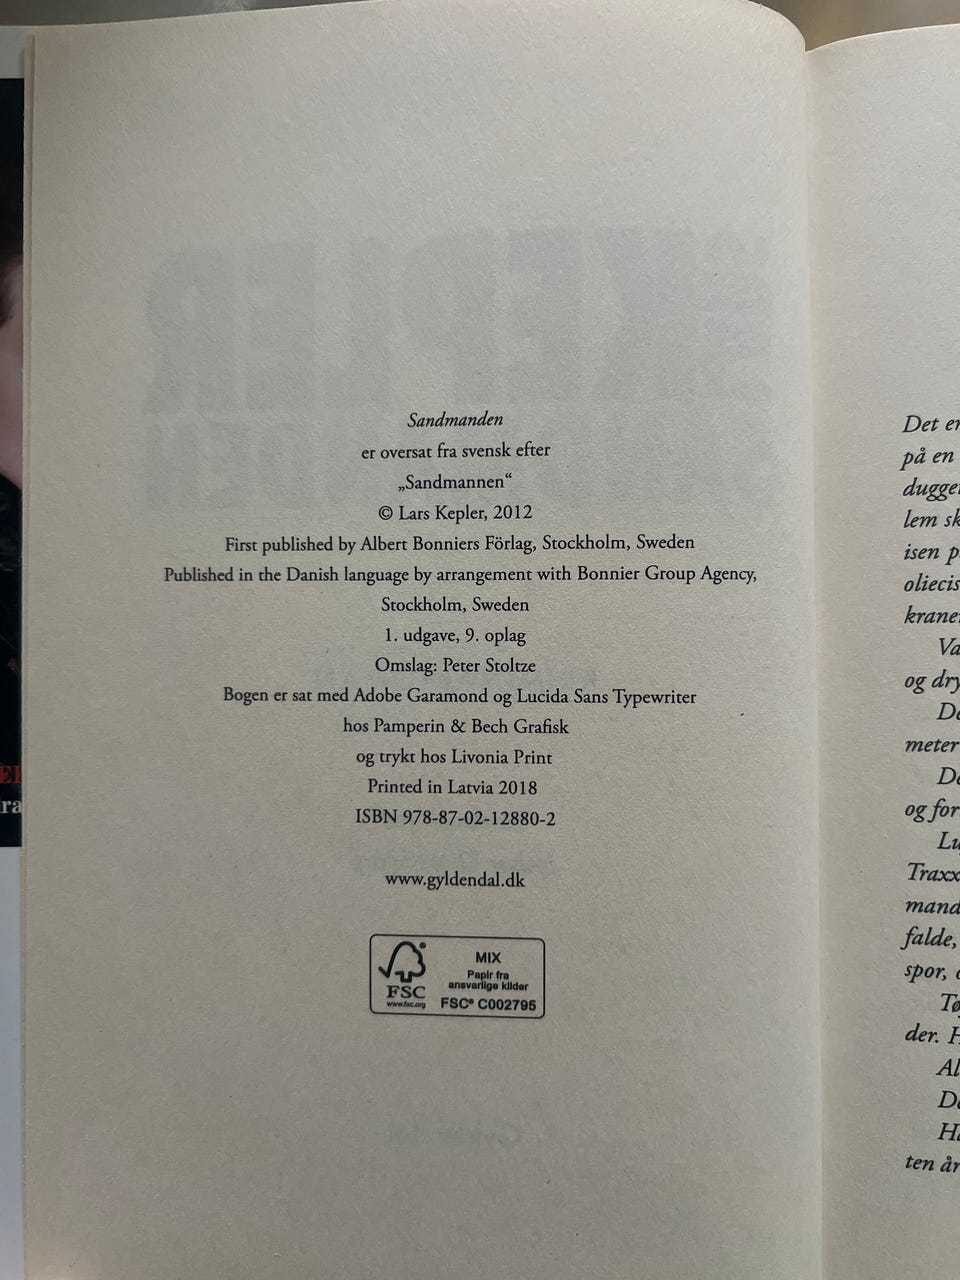 Sandmanden
er oversat fra svensk efter
„Sandmannen“
© Lars Kepler, 2012
First published by Albert Bonniers Förlag, Stockholm, Sweden
Published in the Danish language by arrangement with Bonnier Group Agency,
Stockholm, Sweden
1. udgave, 9. oplag
Omslag: Peter Stoltze
Bogen er sat med Adobe Garamond og Lucida Sans Typewriter
hos Pamperin & Bech Grafisk
og trykt hos Livonia Print
Printed in Latvia 2018
ISBN 978-87-02-12880-2
www.gyldendal.dk
FSC
www.fsc.org
MIX
Papir fra
ansvarlige kilder
FSC® C002795
Det er
på en
dugge
lem sk
isen p
oliecis
krane
Va
og dry
De
meter
De
og for
Lu
Traxx
mand
falde,
spor,
Tø
der. H
Al
De
Ha
ten år